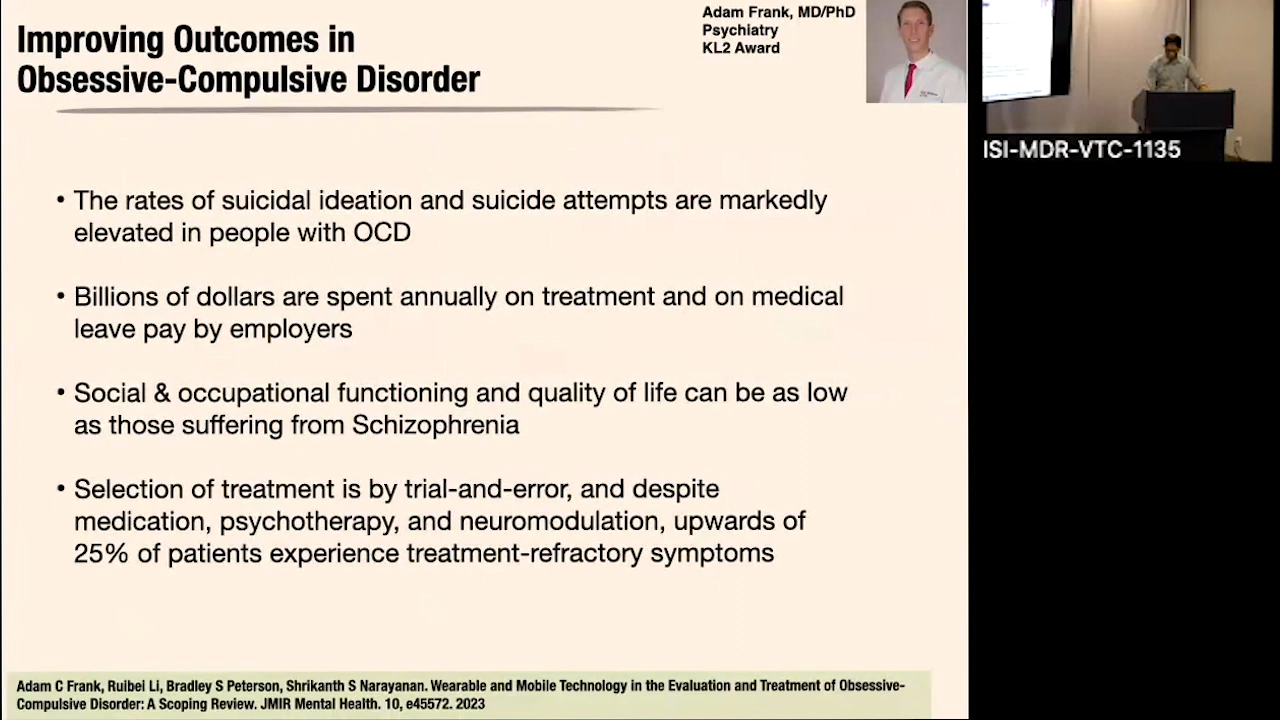 Improving Outcomes in
Obsessive-Compulsive Disorder
Adam Frank, MD/PhD
Psychiatry
KL2 Award
ISI-MDR-VTC-1135
• The rates of suicidal ideation and suicide attempts are markedly
elevated in people with OCD
• Billions of dollars are spent annually on treatment and on medical
leave pay by employers
• Social & occupational functioning and quality of life can be as low
as those suffering from Schizophrenia
• Selection of treatment is by trial-and-error, and despite
medication, psychotherapy, and neuromodulation, upwards of
25% of patients experience treatment-refractory symptoms
Adam C Frank, Ruibei Li, Bradley S Peterson, Shrikanth S Narayanan. Wearable and Mobile Technology in the Evaluation and Treatment of Obsessive-
Compulsive Disorder: A Scoping Review. JMIR Mental Health. 10, e45572. 2023